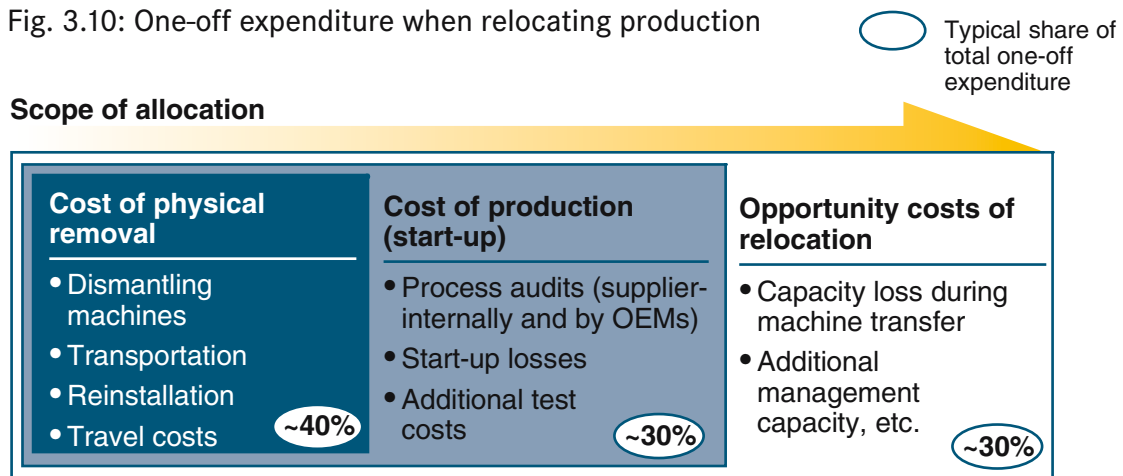 Fig. 3.10: One-off expenditure when relocating production
Typical share of
total one-off
expenditure
Scope of allocation
Cost of physical
removal
• Dismantling
machines
• Transportation
• Reinstallation
• Travel costs
~40%
Cost of production
(start-up)
• Process audits (supplier-
internally and by OEMs)
• Start-up losses
• Additional test
costs
~30%
Opportunity costs of
relocation
• Capacity loss during
machine transfer
• Additional
management
capacity, etc.
~30%